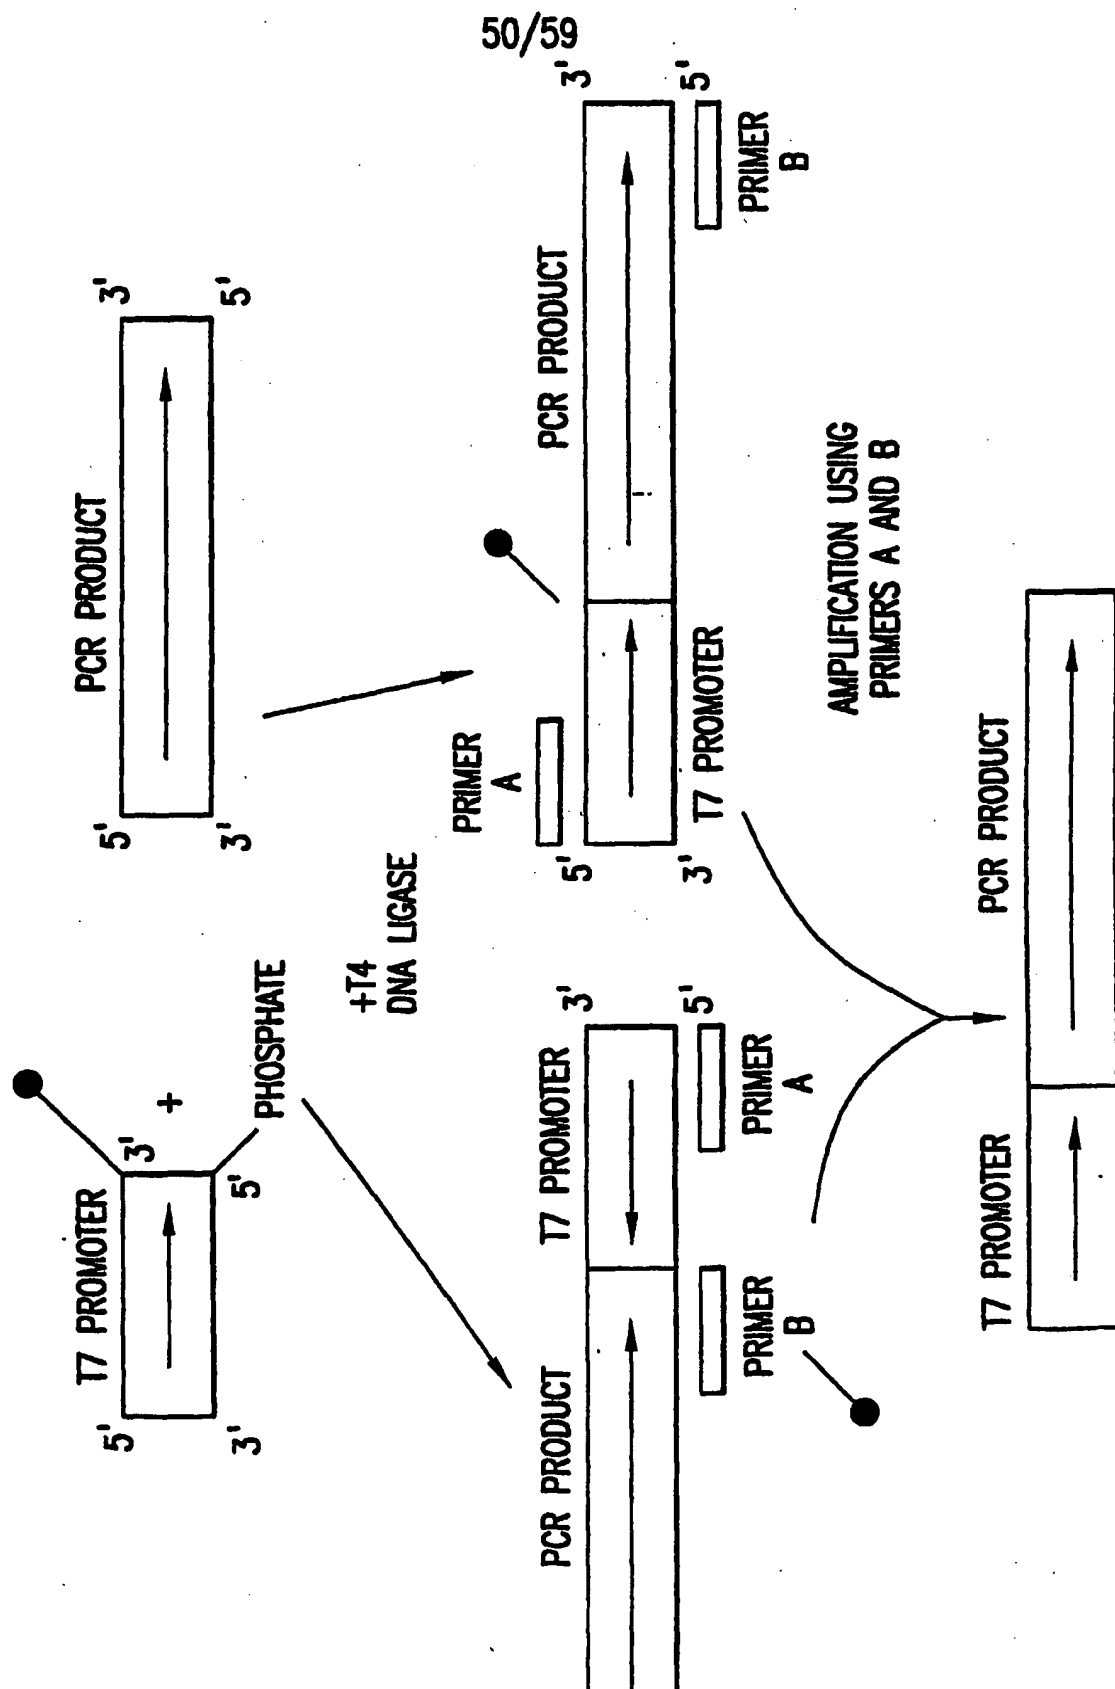 50/59
T7 PROMOTER
5'
3'
3'
5'
+
PHOSPHATE
PCR PRODUCT
5'
3'
3'
5'
+T4
DNA LIGASE
PCR PRODUCT
T7 PROMOTER
3'
5'
PRIMER
B
PRIMER
A
PRIMER
A
5'
3'
T7 PROMOTER
PCR PRODUCT
3'
5'
PRIMER
B
AMPLIFICATION USING
PRIMERS A AND B
T7 PROMOTER
PCR PRODUCT